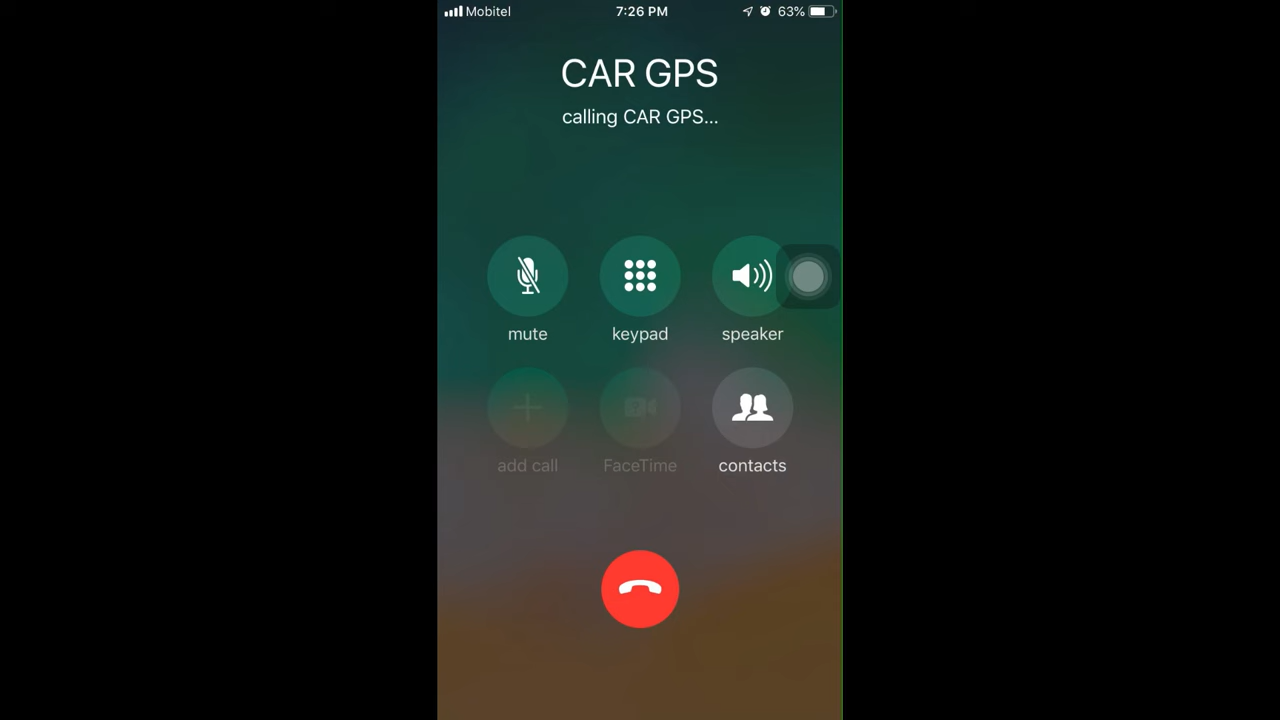 Mobitel 7:26 PM 63%
CAR GPS
calling CAR GPS...
mute keypad speaker
add call FaceTime contacts